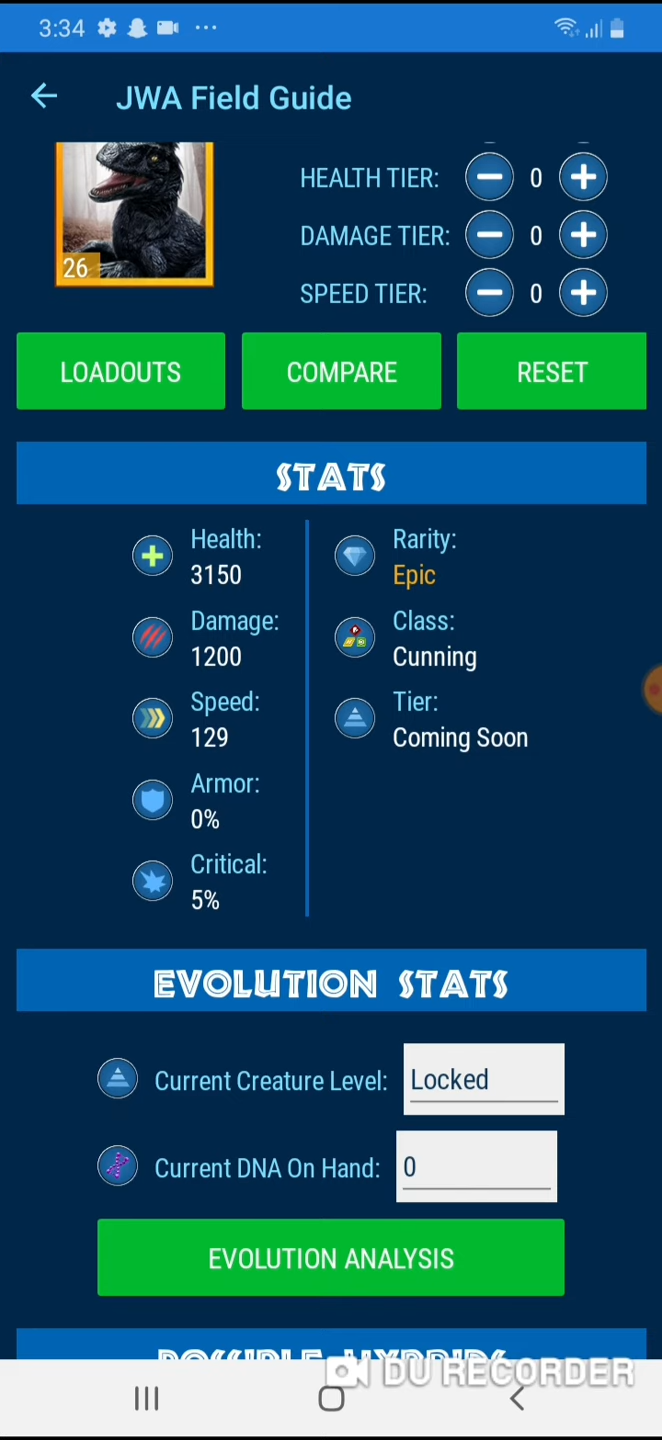 3:34
JWA Field Guide
HEALTH TIER: 0
26
DAMAGE TIER: 0
SPEED TIER: 0
LOADOUTS COMPARE RESET
STATS
Health:
3150
Rarity:
Epic
Damage:
1200
Class:
Cunning
Speed:
129
Tier:
Coming Soon
Armor:
0%
Critical:
5%
EVOLUTION STATS
Current Creature Level: Locked
Current DNA On Hand: 0
EVOLUTION ANALYSIS
POSSIBLE HYBRIDS
DU RECORDER